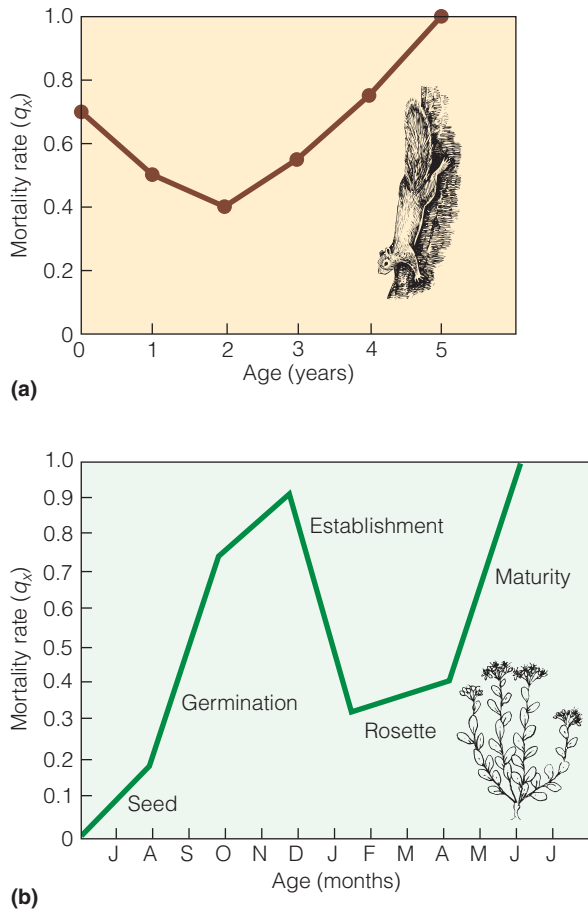 1.0
0.8
0.6
0.4
0.2
0
Mortality rate (qx)
0 1 2 3 4 5
Age (years)
(a)
1.0
0.9
0.8
0.7
0.5
0.4
0.3
0.2
0.1
0
Mortality rate (qx)
Establishment
Maturity
Germination
Rosette
Seed
J A S O N D J F M A M J J
Age (months)
(b)